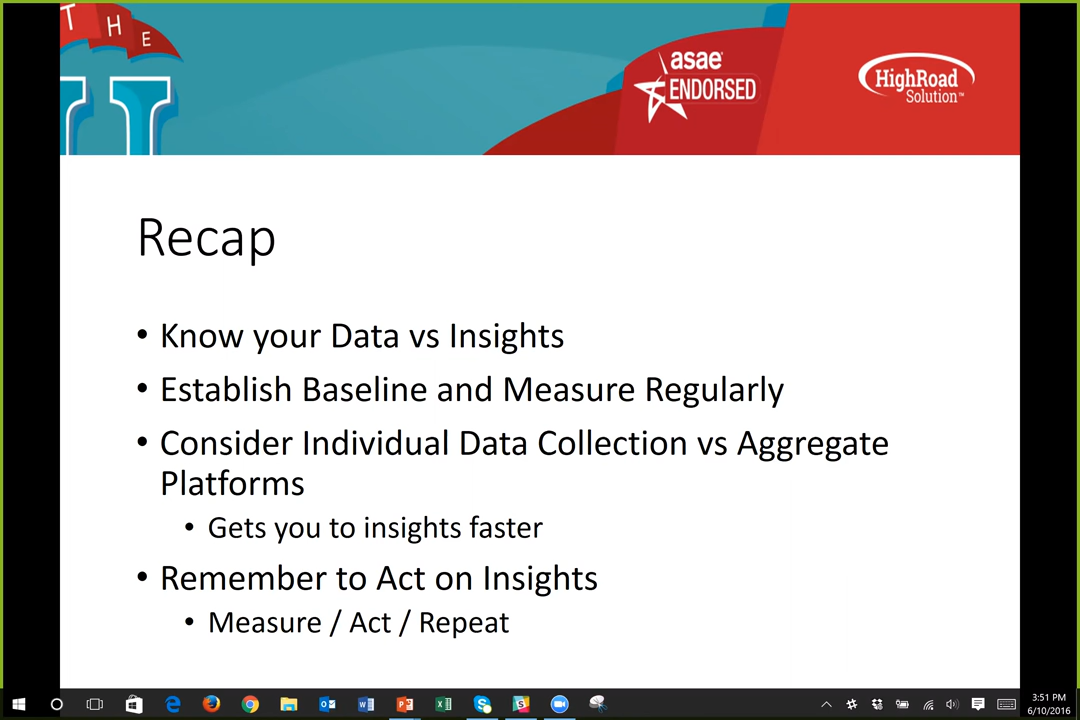 THE
U
asae
ENDORSED
HighRoad
Solution™
Recap
• Know your Data vs Insights
• Establish Baseline and Measure Regularly
• Consider Individual Data Collection vs Aggregate
Platforms
• Gets you to insights faster
• Remember to Act on Insights
• Measure / Act / Repeat
3:51 PM
6/10/2016